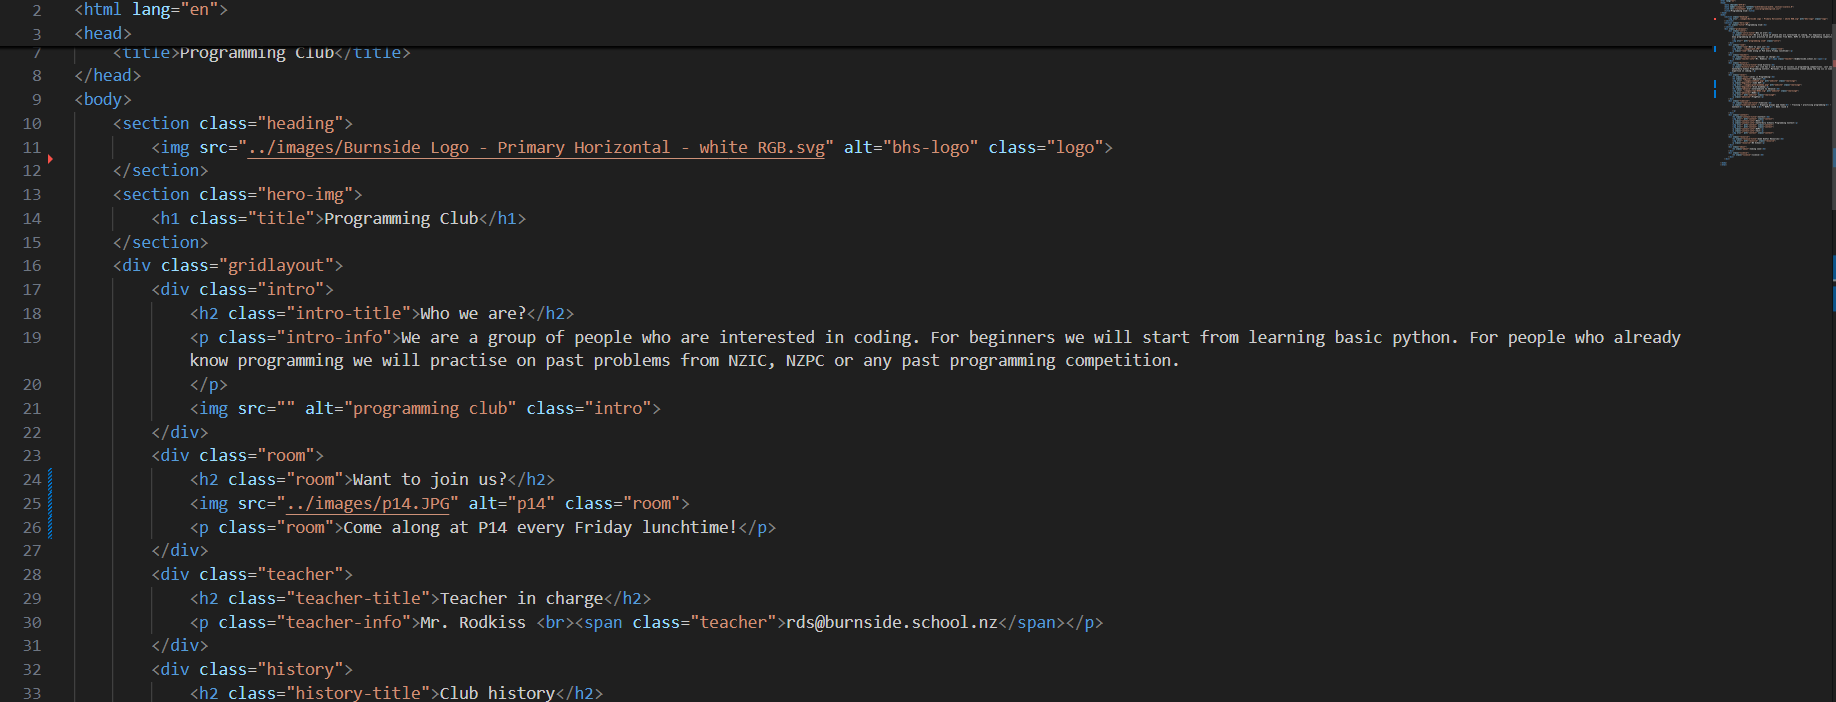 2 <html lang="en">
3 <head>
7 <title>Programming Club</title>
8 </head>
9 <body>
10 <section class="heading">
11 <img src="../images/Burnside Logo - Primary Horizontal - white RGB.svg" alt="bhs-logo" class="logo">
12 </section>
13 <section class="hero-img">
14 <h1 class="title">Programming Club</h1>
15 </section>
16 <div class="gridlayout">
17 <div class="intro">
18 <h2 class="intro-title">Who we are?</h2>
19 <p class="intro-info">We are a group of people who are interested in coding. For beginners we will start from learning basic python. For people who already
know programming we will practise on past problems from NZIC, NZPC or any past programming competition.
20 </p>
21 <img src="" alt="programming club" class="intro">
22 </div>
23 <div class="room">
24 <h2 class="room">Want to join us?</h2>
25 <img src="../images/p14.JPG" alt="p14" class="room">
26 <p class="room">Come along at P14 every Friday lunchtime!</p>
27 </div>
28 <div class="teacher">
29 <h2 class="teacher-title">Teacher in charge</h2>
30 <p class="teacher-info">Mr. Rodkiss <br><span class="teacher">rds@burnside.school.nz</span></p>
31 </div>
32 <div class="history">
33 <h2 class="history-title">Club history</h2>